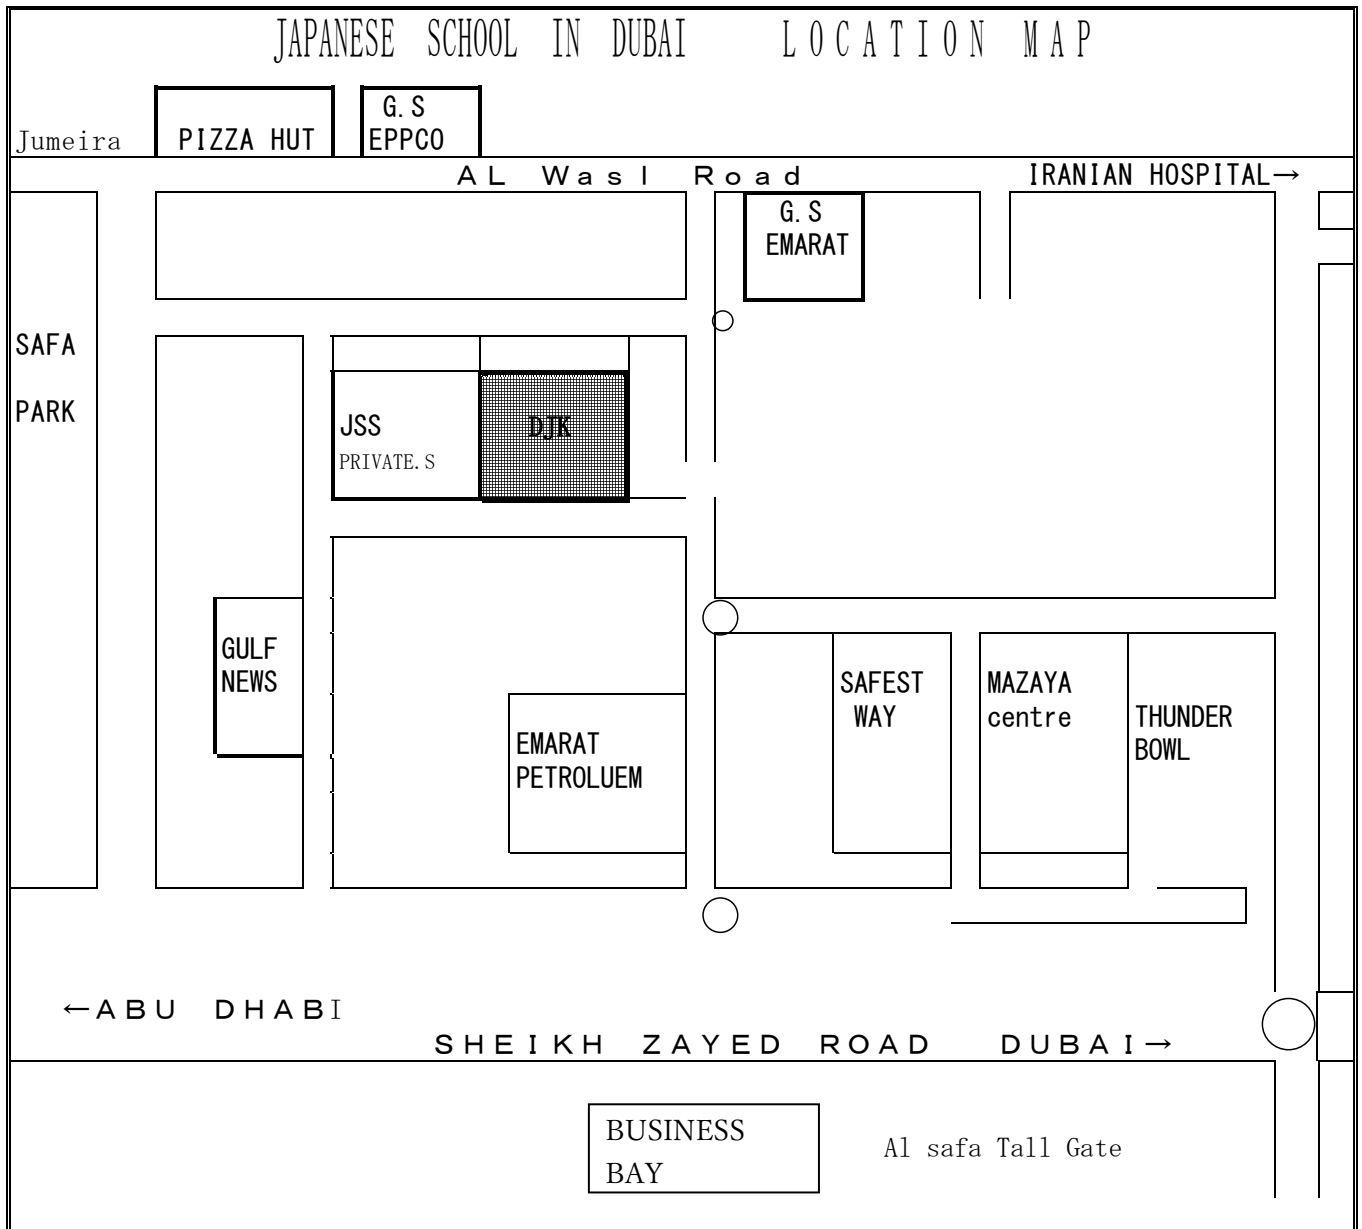 JAPANESE SCHOOL IN DUBAI LOCATION MAP
G.S
Jumeira PIZZA HUT EPPCO
AL Wasl Road IRANIAN HOSPITAL→
G.S
EMARAT
SAFA
PARK
JSS
PRIVATE.S
DJK
GULF
NEWS
EMARAT
PETROLUEM
SAFEST
WAY
MAZAYA
centre
THUNDER
BOWL
←ABU DHABI
SHEIKH ZAYED ROAD DUBAI→
BUSINESS
BAY
Al safa Tall Gate